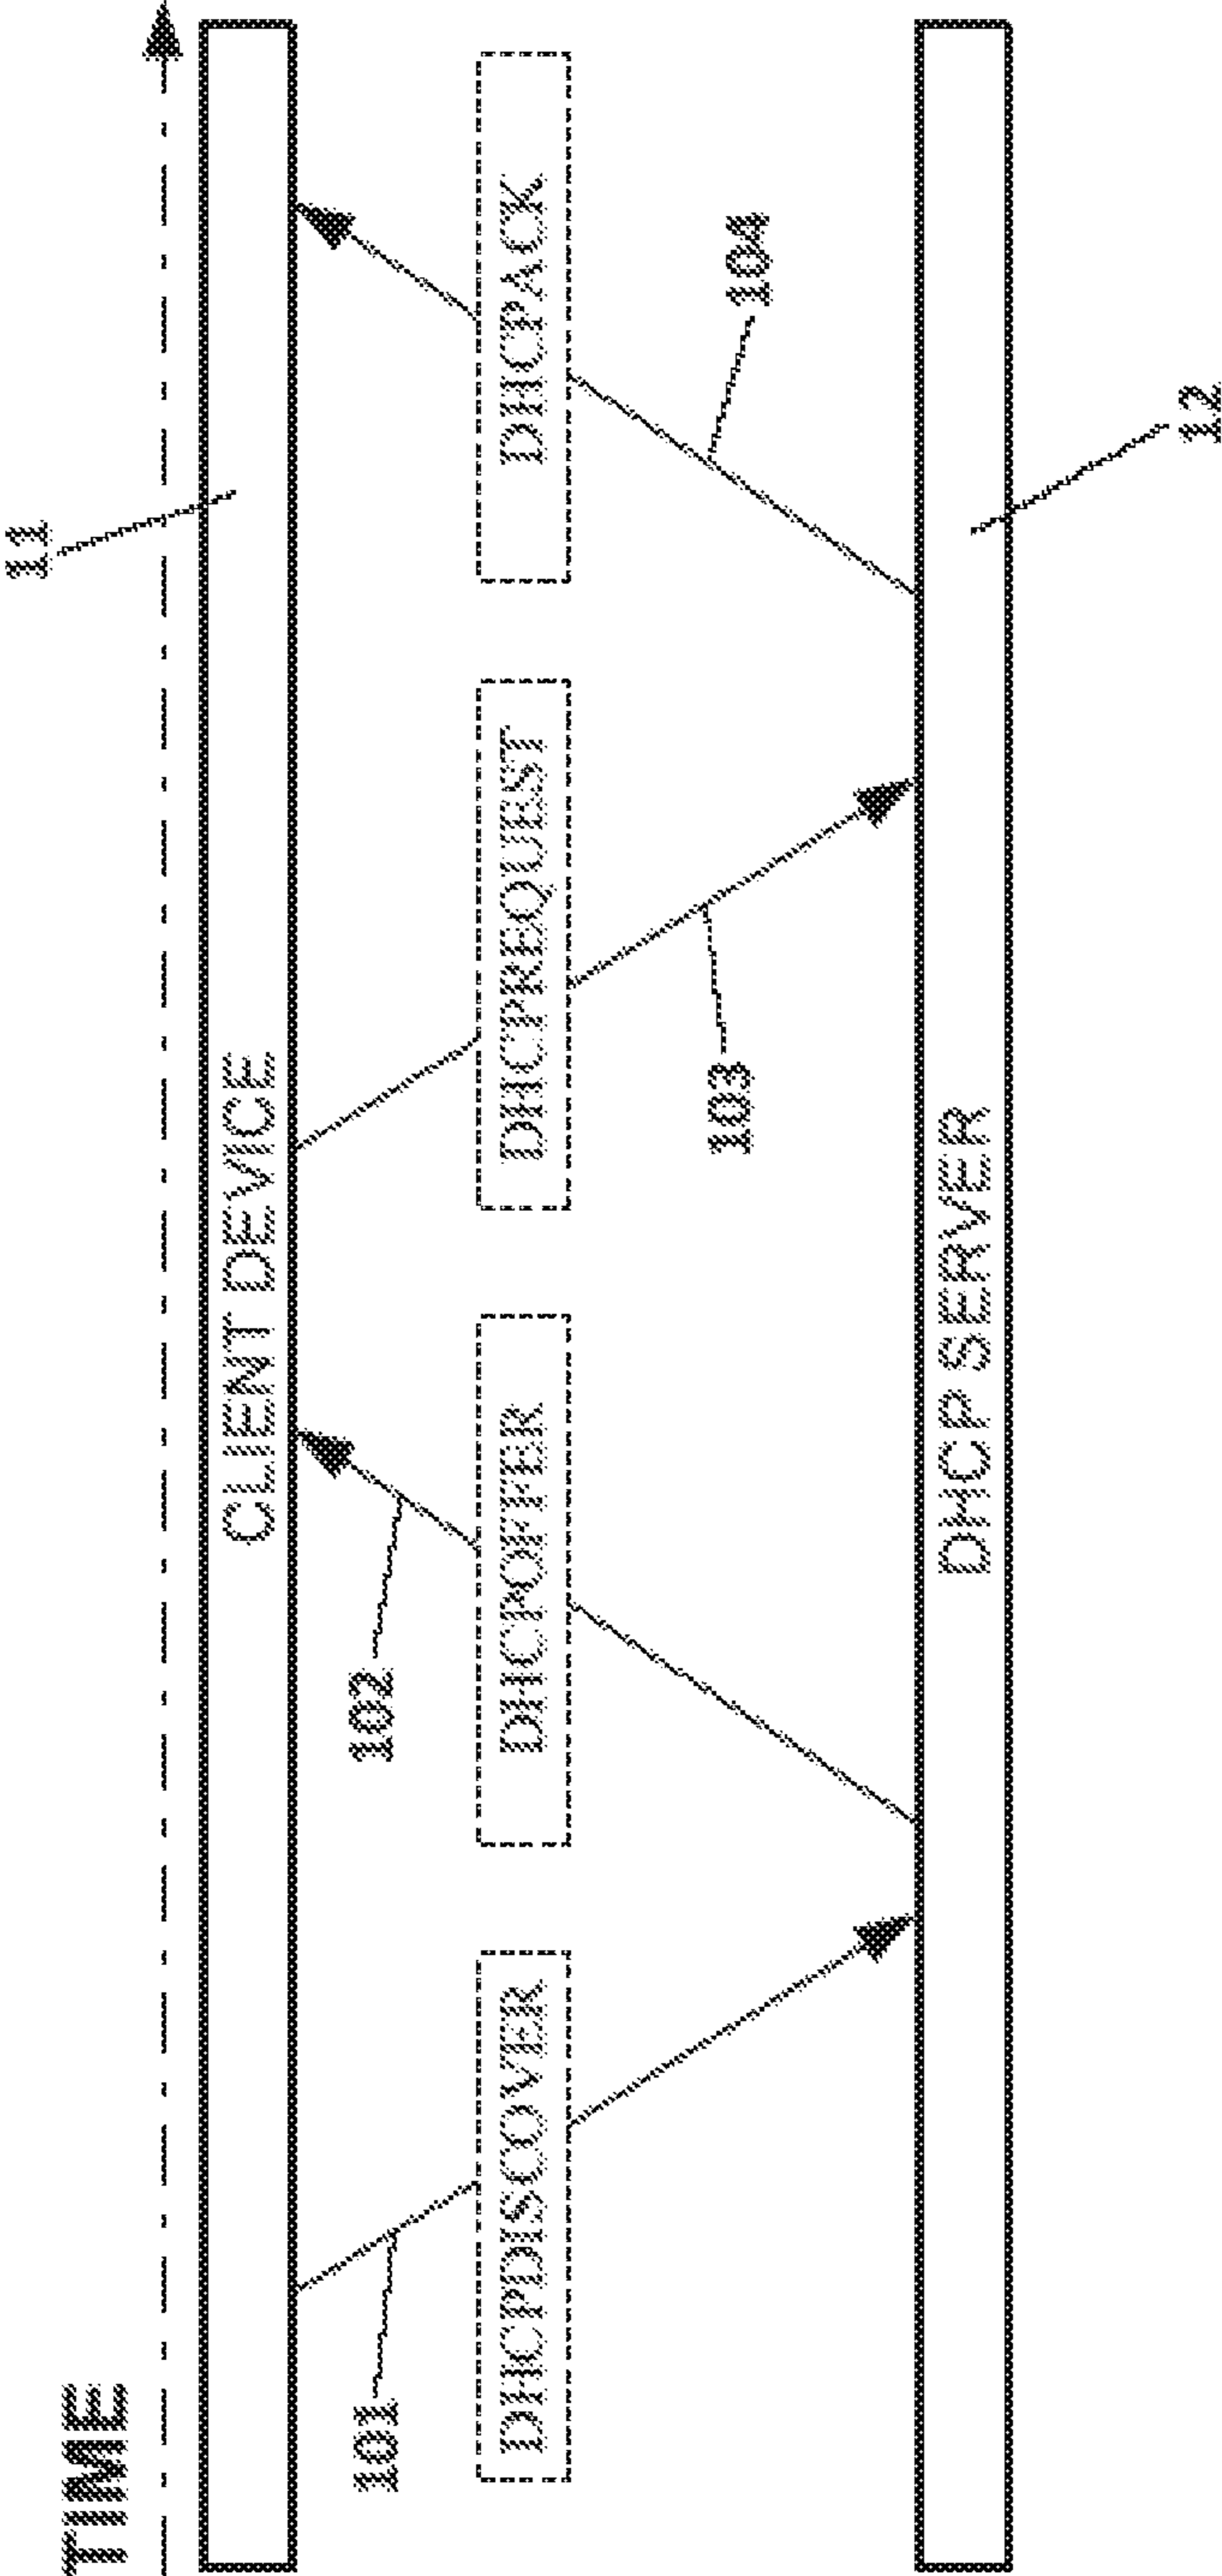 TIME
11
CLIENT DEVICE
101
102
DHCPDISCOVER
DHCPOFFER
DHCPREQUEST
DHCPACK
103
104
DHCP SERVER
12